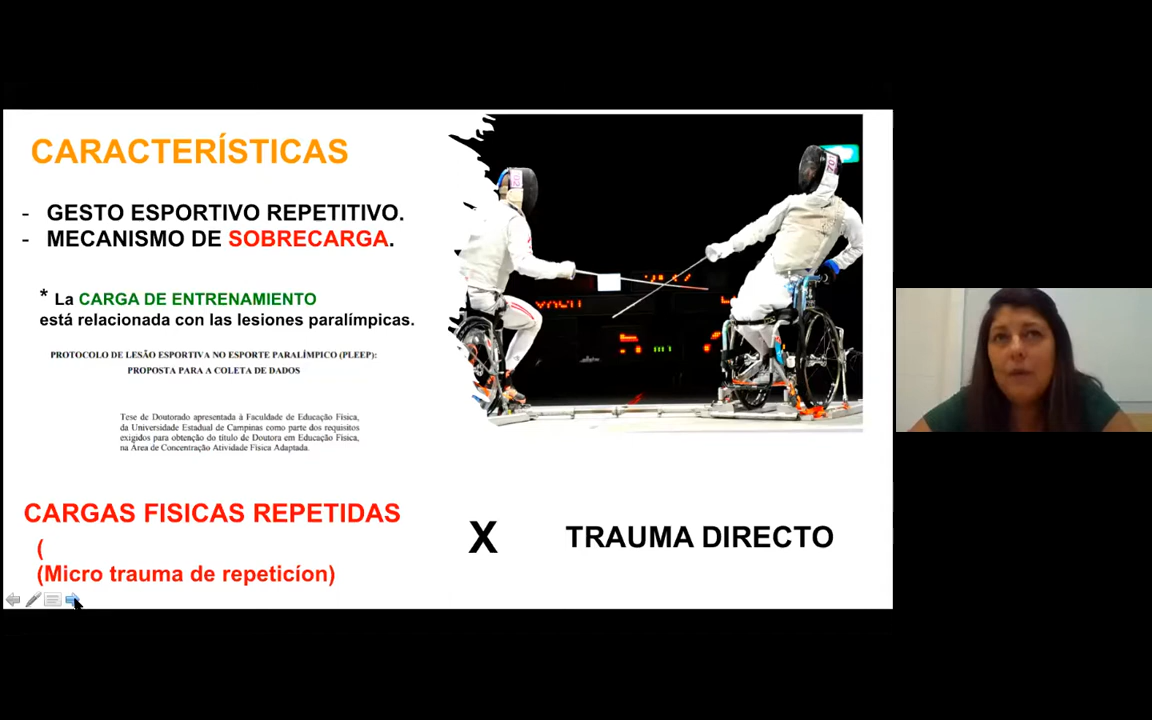 CARACTERÍSTICAS
- GESTO ESPORTIVO REPETITIVO.
- MECANISMO DE SOBRECARGA.
* La CARGA DE ENTRENAMIENTO
está relacionada con las lesiones paralímpicas.
PROTOCOLO DE LESÃO ESPORTIVA NO ESPORTE PARALÍMPICO (PLEEP):
PROPOSTA PARA A COLETA DE DADOS
Tese de Doutorado apresentada à Faculdade de Educação Física,
da Universidade Estadual de Campinas como parte dos requisitos
exigidos para obtenção do título de Doutora em Educação Física,
na Área de Concentração Atividade Física Adaptada.
CARGAS FISICAS REPETIDAS
(
(Micro trauma de repeticíon)
X
TRAUMA DIRECTO